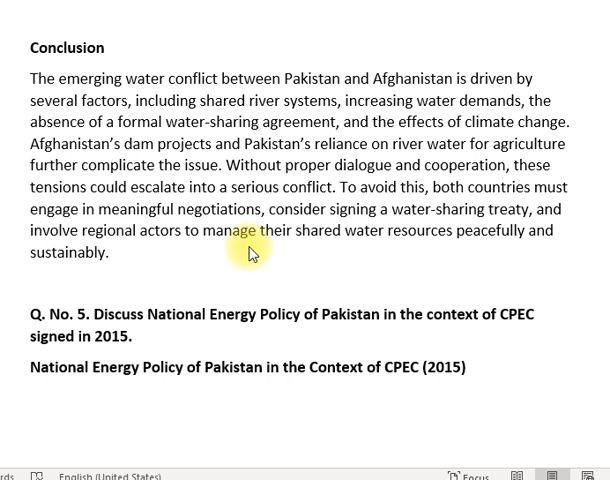 Conclusion
The emerging water conflict between Pakistan and Afghanistan is driven by
several factors, including shared river systems, increasing water demands, the
absence of a formal water-sharing agreement, and the effects of climate change.
Afghanistan’s dam projects and Pakistan’s reliance on river water for agriculture
further complicate the issue. Without proper dialogue and cooperation, these
tensions could escalate into a serious conflict. To avoid this, both countries must
engage in meaningful negotiations, consider signing a water-sharing treaty, and
involve regional actors to manage their shared water resources peacefully and
sustainably.
Q. No. 5. Discuss National Energy Policy of Pakistan in the context of CPEC
signed in 2015.
National Energy Policy of Pakistan in the Context of CPEC (2015)
rds English (United States) Focus